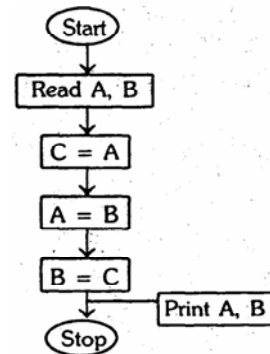 Start
Read A, B
C = A
A = B
B = C
Print A, B
Stop